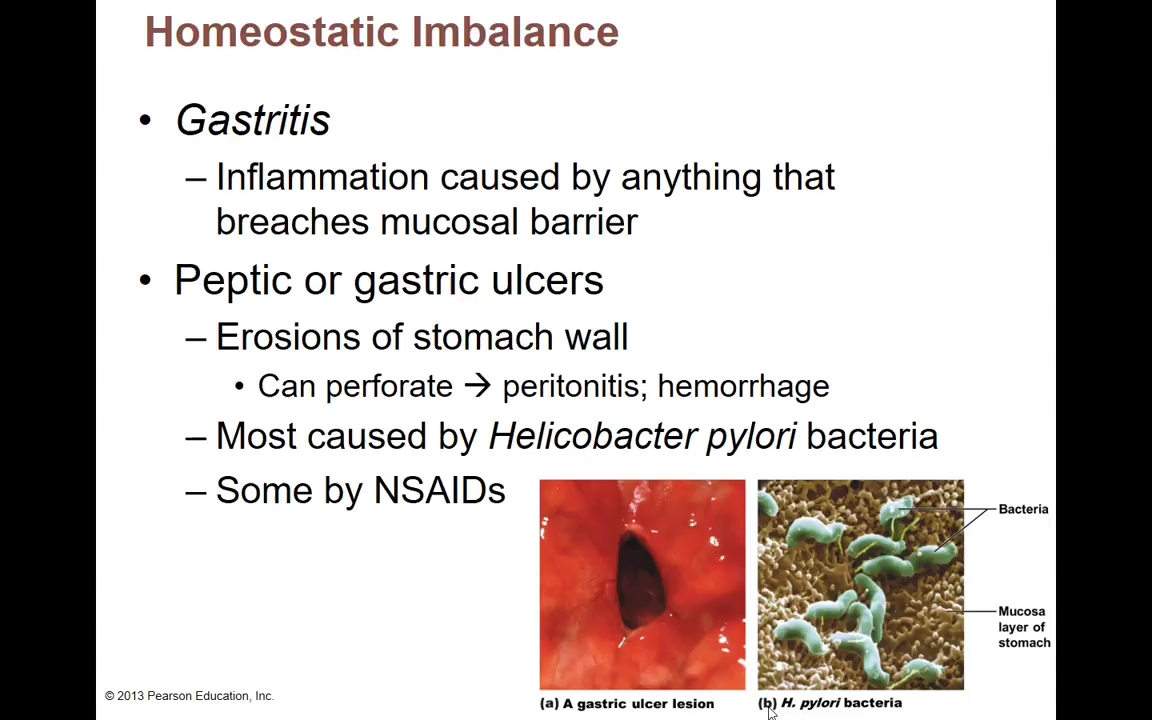 Homeostatic Imbalance
• Gastritis
– Inflammation caused by anything that
breaches mucosal barrier
• Peptic or gastric ulcers
– Erosions of stomach wall
• Can perforate → peritonitis; hemorrhage
– Most caused by Helicobacter pylori bacteria
– Some by NSAIDs
Bacteria
Mucosa
layer of
stomach
(a) A gastric ulcer lesion
(b) H. pylori bacteria
© 2013 Pearson Education, Inc.